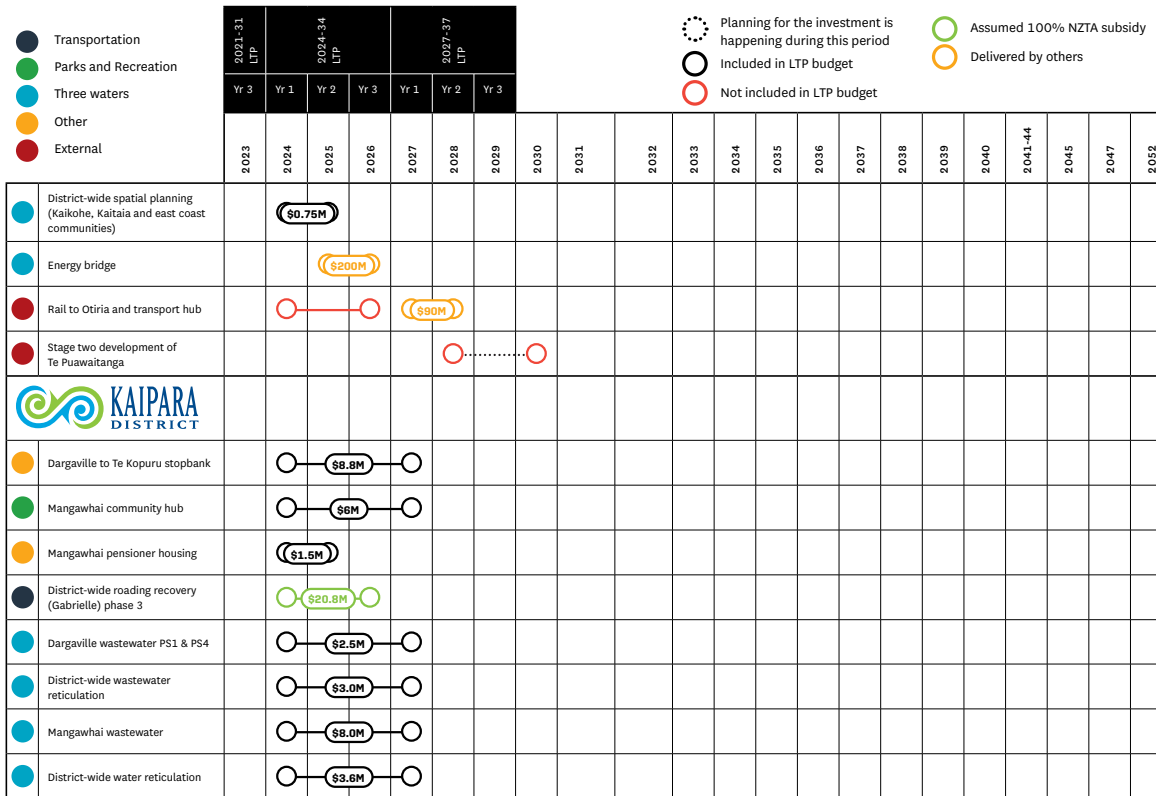 Transportation
Parks and Recreation
Three waters
Other
External
2021-31
LTP
2024-34
LTP
2027-37
LTP
Yr 3
Yr 1
Yr 2
Yr 3
Yr 1
Yr 2
Yr 3
Planning for the investment is
happening during this period
Included in LTP budget
Not included in LTP budget
Assumed 100% NZTA subsidy
Delivered by others
2023
2024
2025
2026
2027
2028
2029
2030
2031
2032
2033
2034
2035
2036
2037
2038
2039
2040
2041-44
2045
2047
2052
District-wide spatial planning
(Kaikohe, Kaitaia and east coast
communities)
$0.75M
Energy bridge
$200M
Rail to Otiria and transport hub
$90M
Stage two development of
Te Puawaitanga
KAIPARA
DISTRICT
Dargaville to Te Kopuru stopbank
$8.8M
Mangawhai community hub
$6M
Mangawhai pensioner housing
$1.5M
District-wide roading recovery
(Gabrielle) phase 3
$20.8M
Dargaville wastewater PS1 & PS4
$2.5M
District-wide wastewater
reticulation
$3.0M
Mangawhai wastewater
$8.0M
District-wide water reticulation
$3.6M